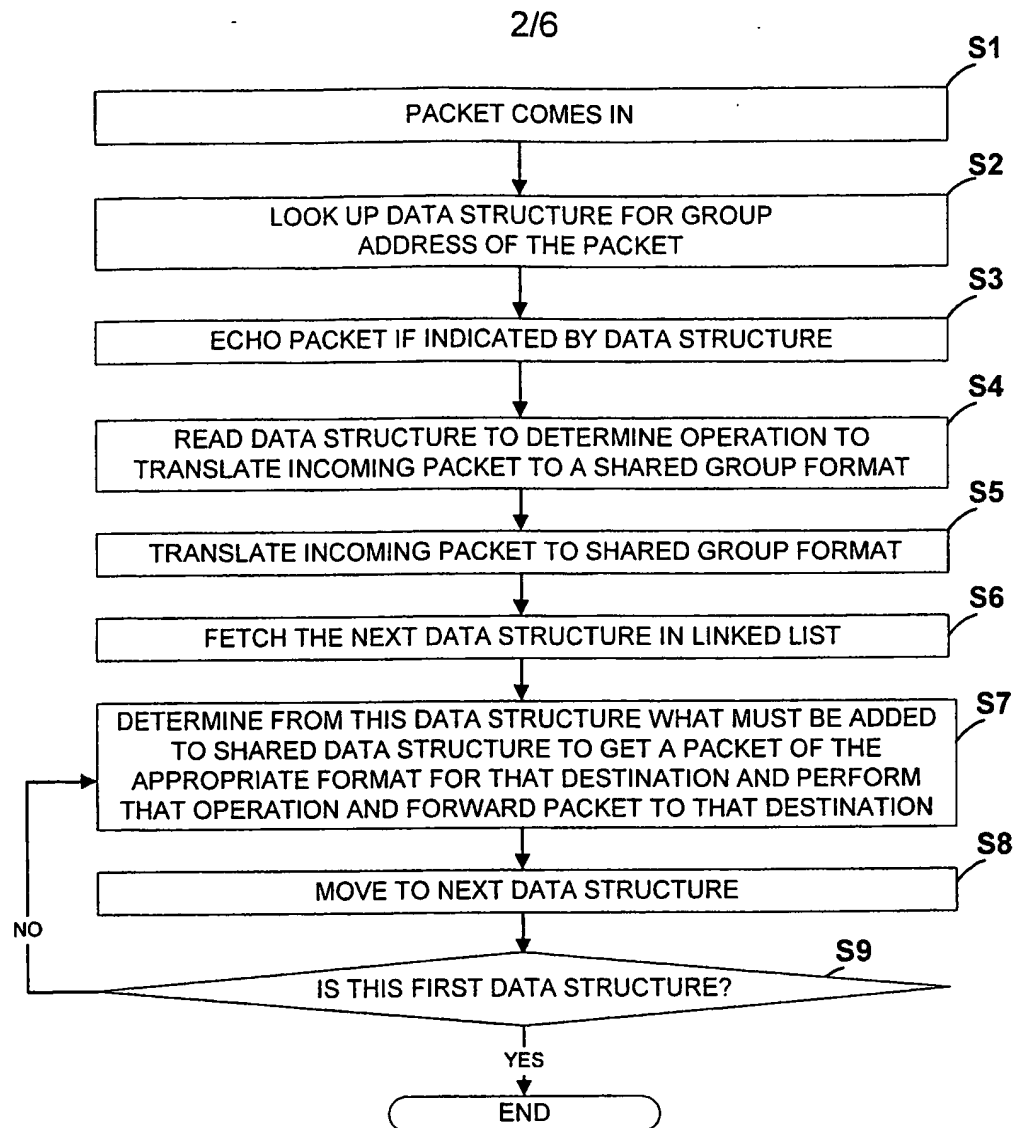 2/6
S1
PACKET COMES IN
S2
LOOK UP DATA STRUCTURE FOR GROUP
ADDRESS OF THE PACKET
S3
ECHO PACKET IF INDICATED BY DATA STRUCTURE
S4
READ DATA STRUCTURE TO DETERMINE OPERATION TO
TRANSLATE INCOMING PACKET TO A SHARED GROUP FORMAT
S5
TRANSLATE INCOMING PACKET TO SHARED GROUP FORMAT
S6
FETCH THE NEXT DATA STRUCTURE IN LINKED LIST
S7
DETERMINE FROM THIS DATA STRUCTURE WHAT MUST BE ADDED
TO SHARED DATA STRUCTURE TO GET A PACKET OF THE
APPROPRIATE FORMAT FOR THAT DESTINATION AND PERFORM
THAT OPERATION AND FORWARD PACKET TO THAT DESTINATION
S8
MOVE TO NEXT DATA STRUCTURE
NO
S9
IS THIS FIRST DATA STRUCTURE?
YES
END